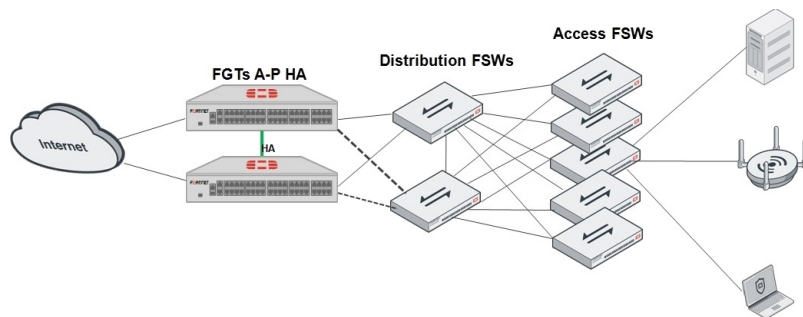 Access FSWs
Distribution FSWs
FGTs A-P HA
Internet
HA